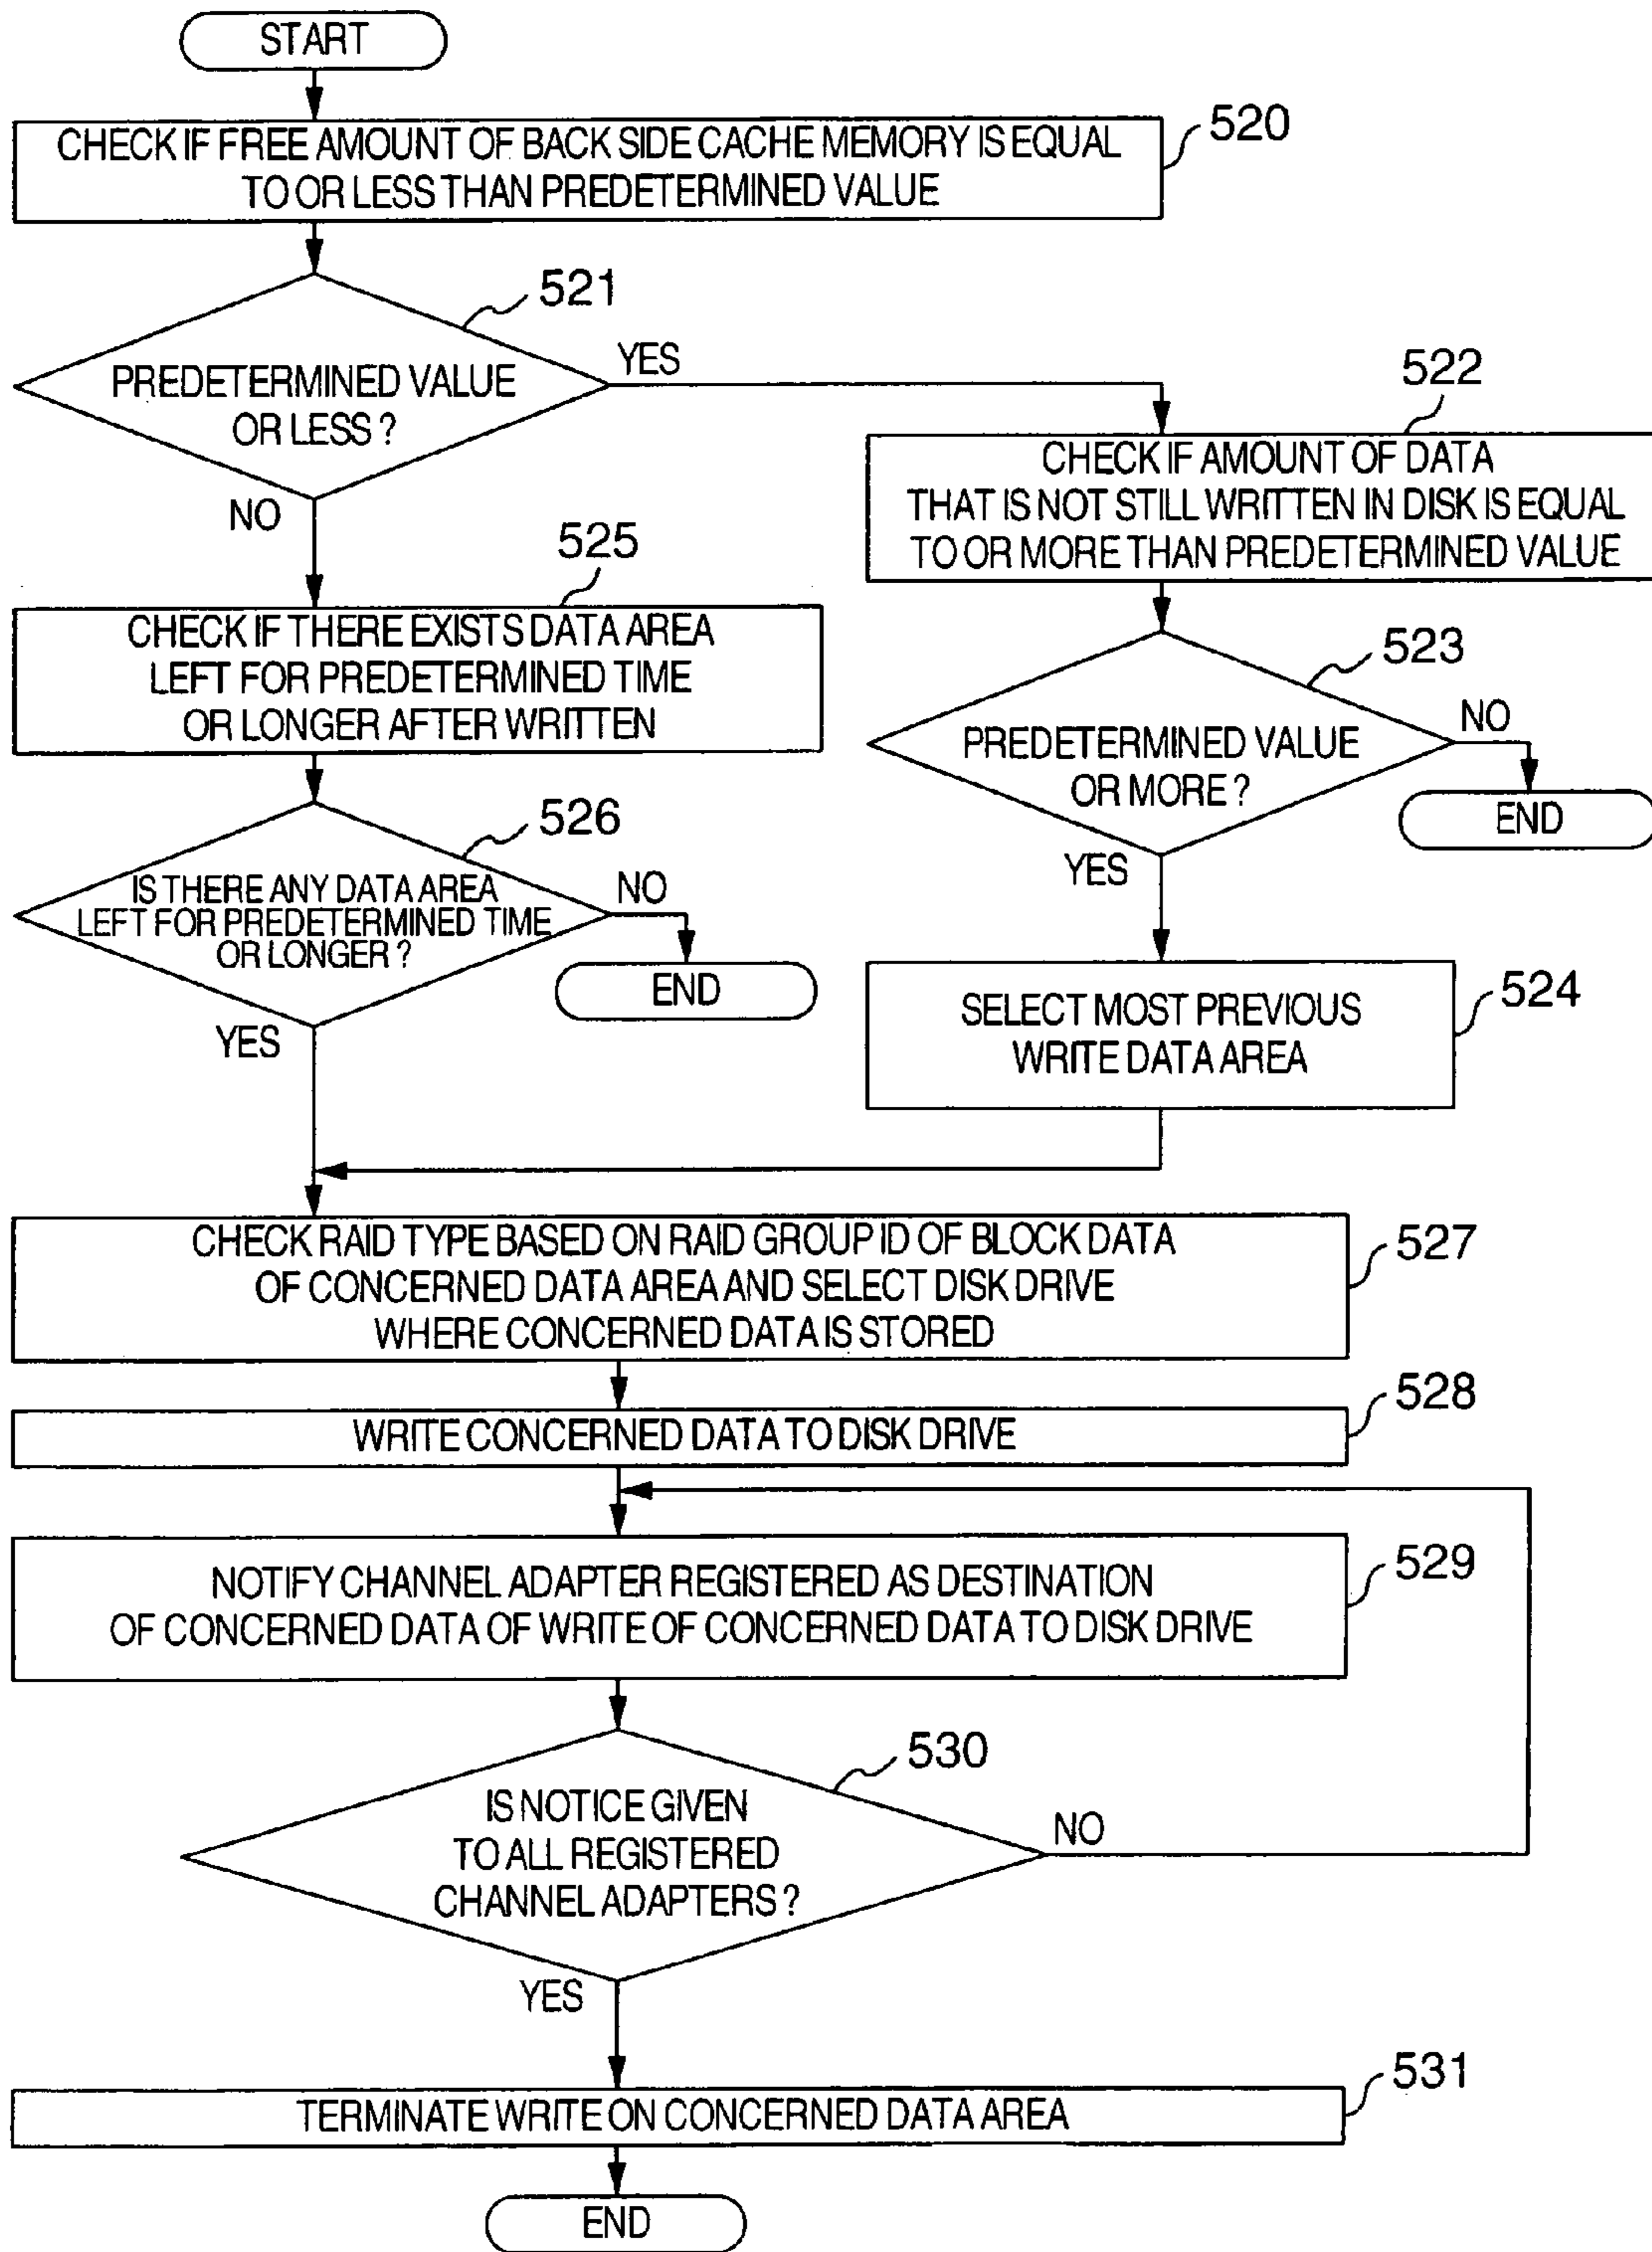 START
CHECK IF FREE AMOUNT OF BACK SIDE CACHE MEMORY IS EQUAL
TO OR LESS THAN PREDETERMINED VALUE
520
521
PREDETERMINED VALUE
OR LESS ?
YES
NO
522
CHECK IF AMOUNT OF DATA
THAT IS NOT STILL WRITTEN IN DISK IS EQUAL
TO OR MORE THAN PREDETERMINED VALUE
525
CHECK IF THERE EXISTS DATA AREA
LEFT FOR PREDETERMINED TIME
OR LONGER AFTER WRITTEN
523
PREDETERMINED VALUE
OR MORE ?
NO
END
YES
526
IS THERE ANY DATA AREA
LEFT FOR PREDETERMINED TIME
OR LONGER ?
NO
END
YES
524
SELECT MOST PREVIOUS
WRITE DATA AREA
CHECK RAID TYPE BASED ON RAID GROUP ID OF BLOCK DATA
OF CONCERNED DATA AREA AND SELECT DISK DRIVE
WHERE CONCERNED DATA IS STORED
527
WRITE CONCERNED DATA TO DISK DRIVE
528
NOTIFY CHANNEL ADAPTER REGISTERED AS DESTINATION
OF CONCERNED DATA OF WRITE OF CONCERNED DATA TO DISK DRIVE
529
530
IS NOTICE GIVEN
TO ALL REGISTERED
CHANNEL ADAPTERS ?
NO
YES
TERMINATE WRITE ON CONCERNED DATA AREA
531
END